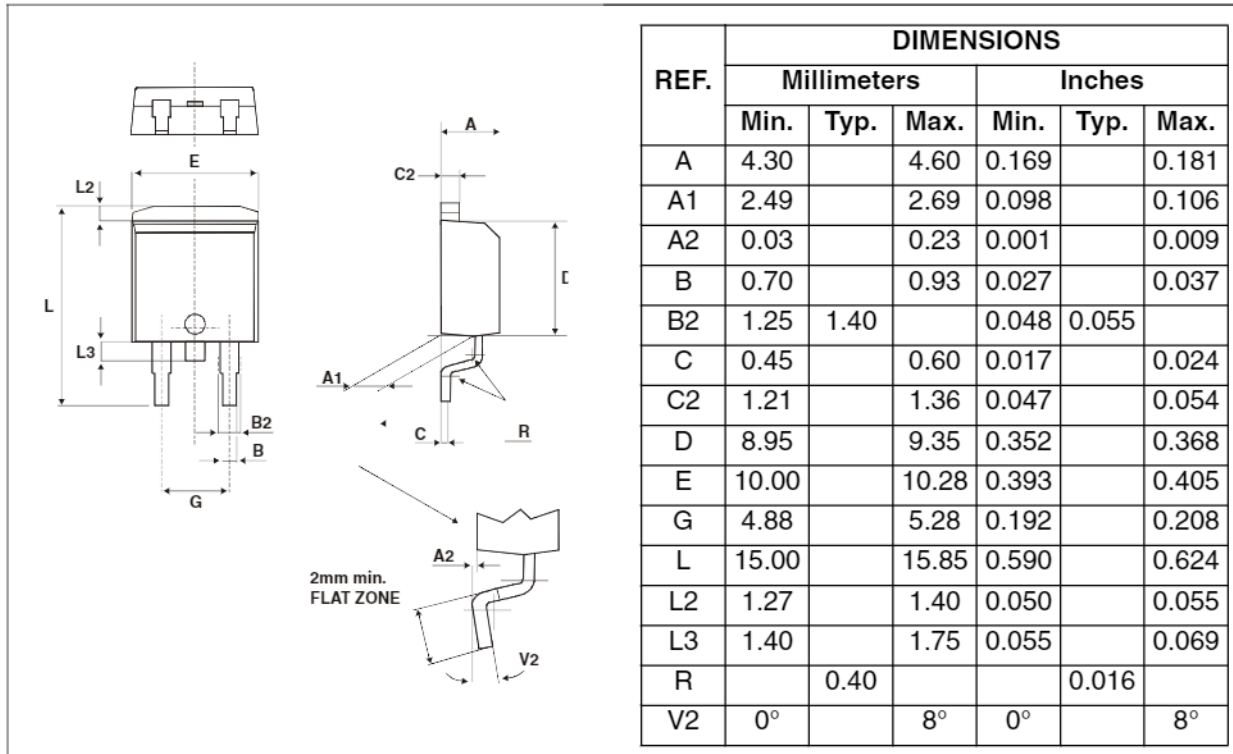 A
E
C2
L2
D
L
L3
A1
B2
C
R
B
G
A2
2mm min.
FLAT ZONE
V2
DIMENSIONS
REF. Millimeters Inches
Min. Typ. Max. Min. Typ. Max.
A 4.30 4.60 0.169 0.181
A1 2.49 2.69 0.098 0.106
A2 0.03 0.23 0.001 0.009
B 0.70 0.93 0.027 0.037
B2 1.25 1.40 0.048 0.055
C 0.45 0.60 0.017 0.024
C2 1.21 1.36 0.047 0.054
D 8.95 9.35 0.352 0.368
E 10.00 10.28 0.393 0.405
G 4.88 5.28 0.192 0.208
L 15.00 15.85 0.590 0.624
L2 1.27 1.40 0.050 0.055
L3 1.40 1.75 0.055 0.069
R 0.40 0.016
V2 0° 8° 0° 8°